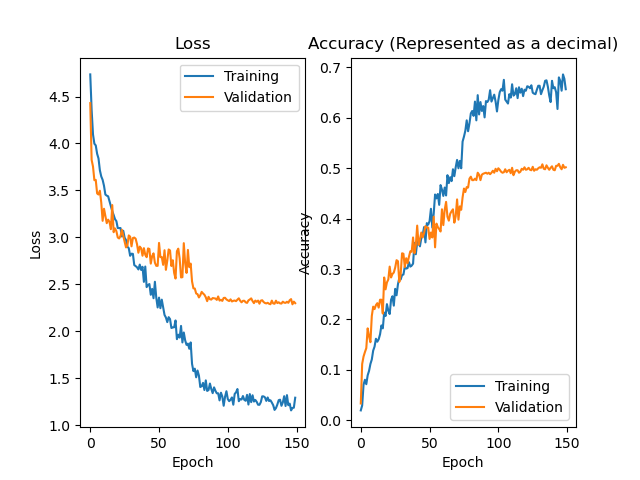 Loss
Training
Validation
4.5
4.0
3.5
3.0
2.5
2.0
1.5
1.0
Loss
0
50
100
150
Epoch
Accuracy (Represented as a decimal)
0.7
0.6
0.5
0.4
0.3
0.2
0.1
0.0
Accuracy
Training
Validation
0
50
100
150
Epoch